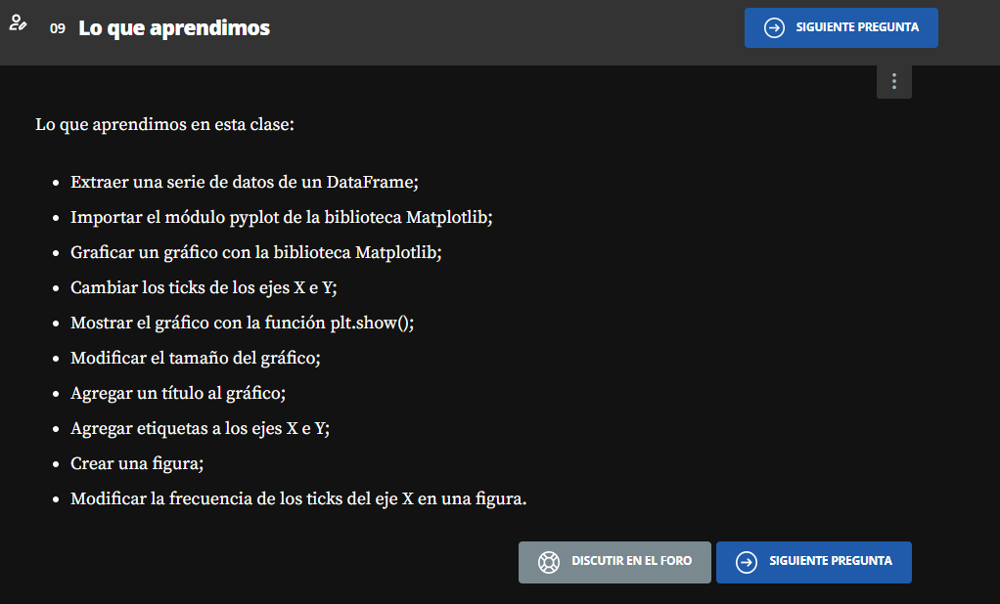 09 Lo que aprendimos
SIGUIENTE PREGUNTA
Lo que aprendimos en esta clase:
• Extraer una serie de datos de un DataFrame;
• Importar el módulo pyplot de la biblioteca Matplotlib;
• Graficar un gráfico con la biblioteca Matplotlib;
• Cambiar los ticks de los ejes X e Y;
• Mostrar el gráfico con la función plt.show();
• Modificar el tamaño del gráfico;
• Agregar un título al gráfico;
• Agregar etiquetas a los ejes X e Y;
• Crear una figura;
• Modificar la frecuencia de los ticks del eje X en una figura.
DISCUTIR EN EL FORO
SIGUIENTE PREGUNTA